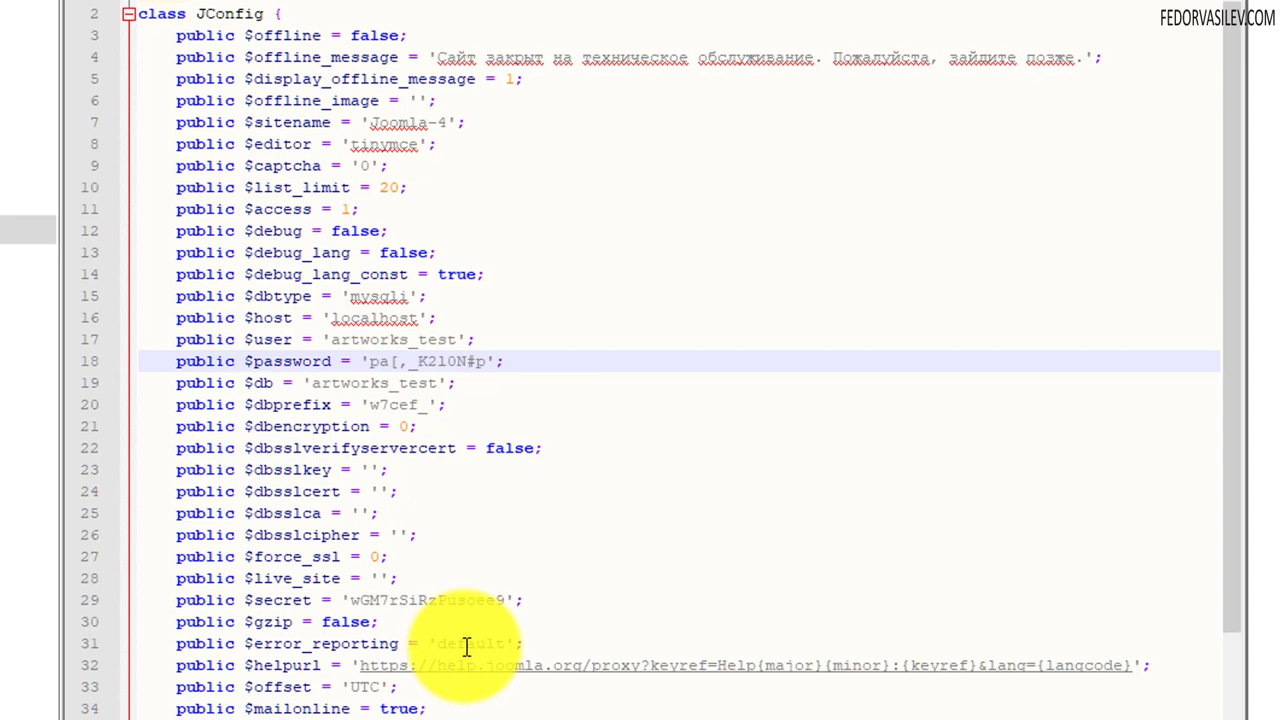 FEDORVASILEV.COM
2 class JConfig {
3 public $offline = false;
4 public $offline_message = 'Сайт закрыт на техническое обслуживание. Пожалуйста, зайдите позже.';
5 public $display_offline_message = 1;
6 public $offline_image = '';
7 public $sitename = 'Joomla-4';
8 public $editor = 'tinymce';
9 public $captcha = '0';
10 public $list_limit = 20;
11 public $access = 1;
12 public $debug = false;
13 public $debug_lang = false;
14 public $debug_lang_const = true;
15 public $dbtype = 'mysqli';
16 public $host = 'localhost';
17 public $user = 'artworks_test';
18 public $password = 'pa[,_K2l0N#p';
19 public $db = 'artworks_test';
20 public $dbprefix = 'w7cef_';
21 public $dbencryption = 0;
22 public $dbsslverifyservercert = false;
23 public $dbsslkey = '';
24 public $dbsslcert = '';
25 public $dbsslca = '';
26 public $dbsslcipher = '';
27 public $force_ssl = 0;
28 public $live_site = '';
29 public $secret = 'wGM7rSiRzPusoee9';
30 public $gzip = false;
31 public $error_reporting = 'default';
32 public $helpurl = 'https://help.joomla.org/proxy?keyref=Help{major}{minor}:{keyref}&lang={langcode}';
33 public $offset = 'UTC';
34 public $mailonline = true;